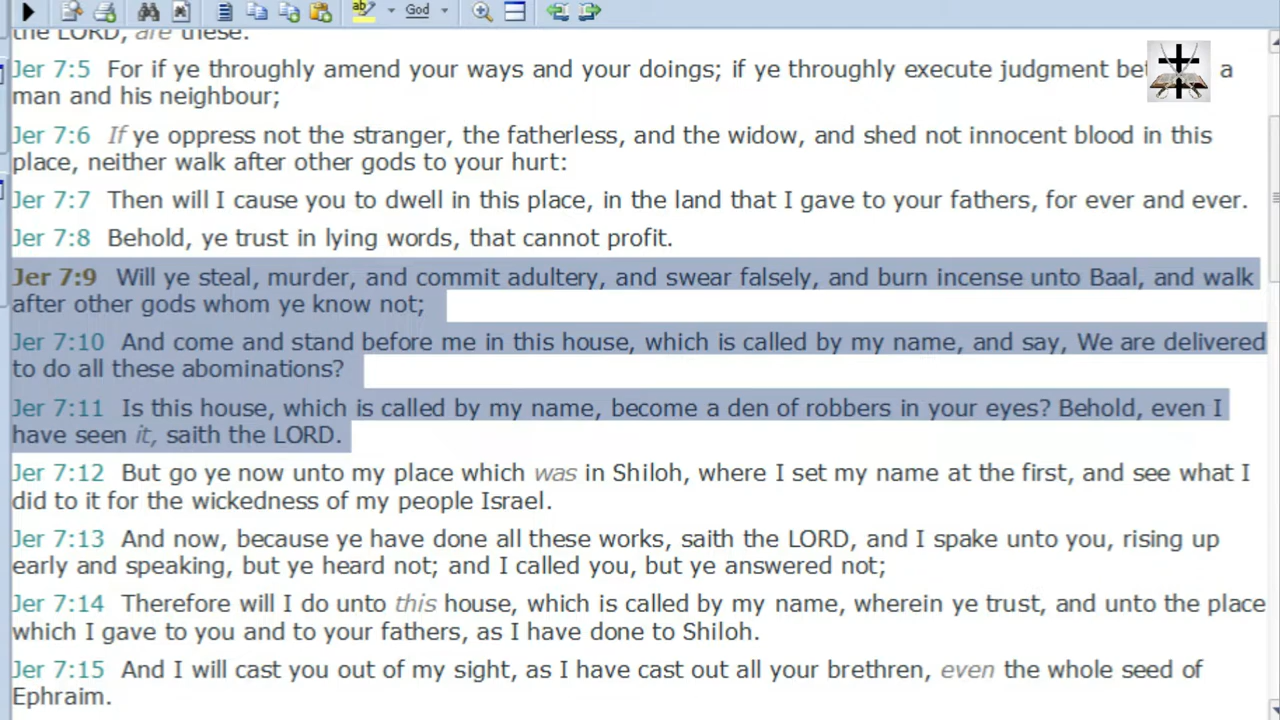 ab
God
the LORD, are these.
Jer 7:5 For if ye throughly amend your ways and your doings; if ye throughly execute judgment a
man and his neighbour;
Jer 7:6 If ye oppress not the stranger, the fatherless, and the widow, and shed not innocent blood in this
place, neither walk after other gods to your hurt:
Jer 7:7 Then will I cause you to dwell in this place, in the land that I gave to your fathers, for ever and ever.
Jer 7:8 Behold, ye trust in lying words, that cannot profit.
Jer 7:9 Will ye steal, murder, and commit adultery, and swear falsely, and burn incense unto Baal, and walk
after other gods whom ye know not;
Jer 7:10 And come and stand before me in this house, which is called by my name, and say, We are delivered
to do all these abominations?
Jer 7:11 Is this house, which is called by my name, become a den of robbers in your eyes? Behold, even I
have seen it, saith the LORD.
Jer 7:12 But go ye now unto my place which was in Shiloh, where I set my name at the first, and see what I
did to it for the wickedness of my people Israel.
Jer 7:13 And now, because ye have done all these works, saith the LORD, and I spake unto you, rising up
early and speaking, but ye heard not; and I called you, but ye answered not;
Jer 7:14 Therefore will I do unto this house, which is called by my name, wherein ye trust, and unto the place
which I gave to you and to your fathers, as I have done to Shiloh.
Jer 7:15 And I will cast you out of my sight, as I have cast out all your brethren, even the whole seed of
Ephraim.